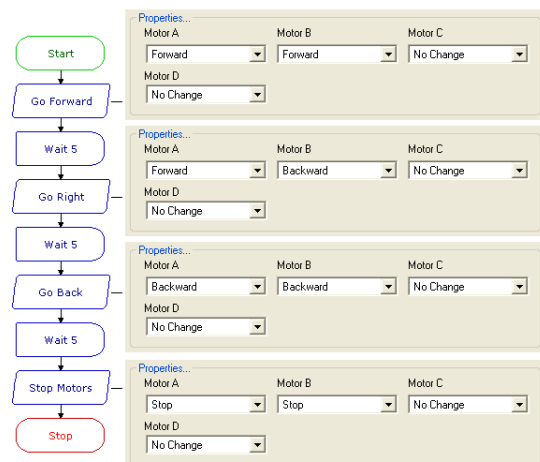 Start
Go Forward
Wait 5
Go Right
Wait 5
Go Back
Wait 5
Stop Motors
Stop
Properties...
Motor A Motor B Motor C
Forward Forward No Change
Motor D
No Change
Properties...
Motor A Motor B Motor C
Forward Backward No Change
Motor D
No Change
Properties...
Motor A Motor B Motor C
Backward Backward No Change
Motor D
No Change
Properties...
Motor A Motor B Motor C
Stop Stop No Change
Motor D
No Change